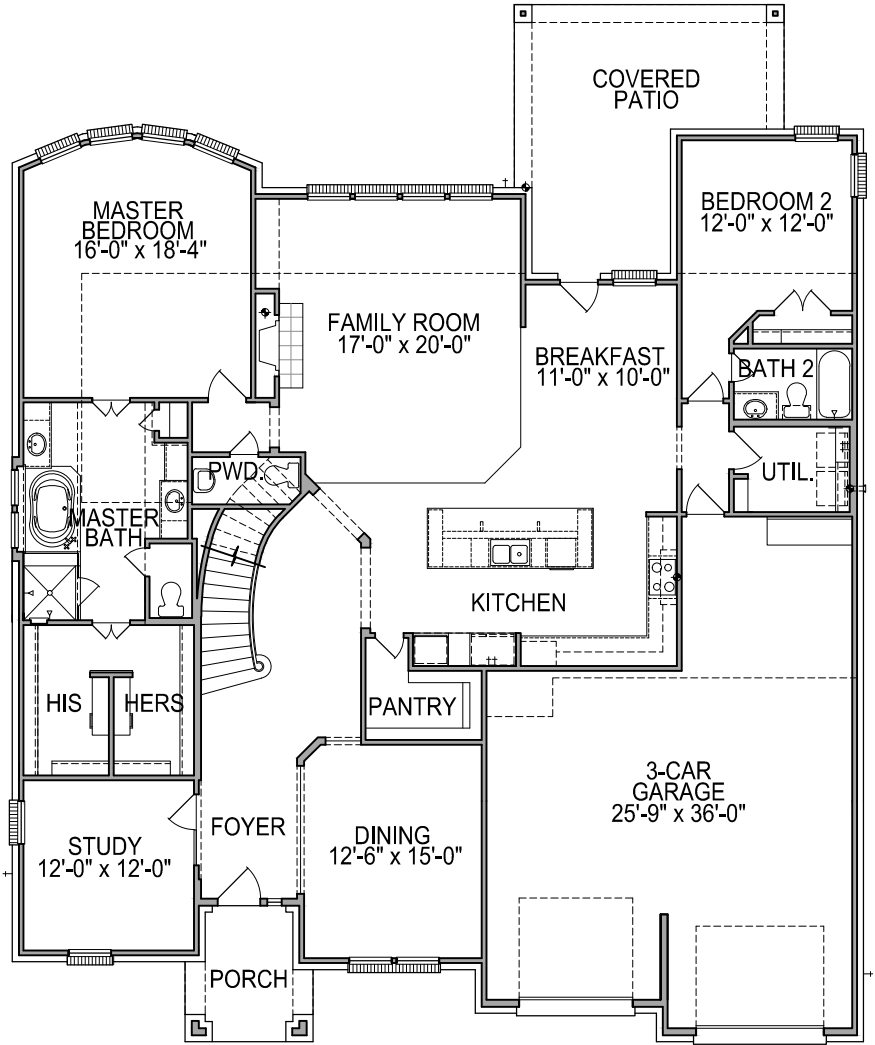 COVERED
PATIO
MASTER
BEDROOM
16'-0" x 18'-4"
BEDROOM 2
12'-0" x 12'-0"
FAMILY ROOM
17'-0" x 20'-0"
BREAKFAST
11'-0" x 10'-0"
BATH 2
PWD.
UTIL.
MASTER
BATH
KITCHEN
HIS
HERS
PANTRY
3-CAR
GARAGE
25'-9" x 36'-0"
STUDY
12'-0" x 12'-0"
FOYER
DINING
12'-6" x 15'-0"
PORCH